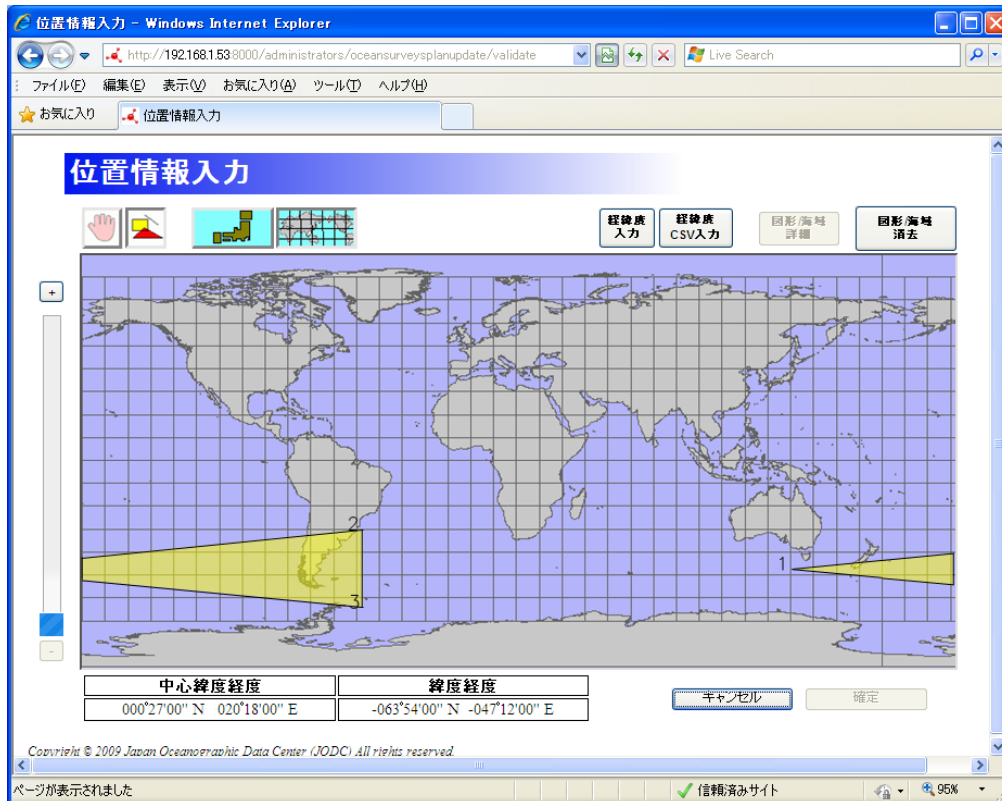 位置情報入力 - Windows Internet Explorer
http://192.168.1.53:8000/administrators/oceansurveysplanupdate/validate
Live Search
ファイル(F) 編集(E) 表示(V) お気に入り(A) ツール(T) ヘルプ(H)
お気に入り 位置情報入力
位置情報入力
経緯度入力
経緯度CSV入力
図形/海域詳細
図形/海域消去
+
2
1
3
-
中心緯度経度 緯度経度
000°27'00" N 020°18'00" E -063°54'00" N -047°12'00" E
キャンセル 確定
Copyright © 2009 Japan Oceanographic Data Center (JODC) All rights reserved.
ページが表示されました 信頼済みサイト 95%